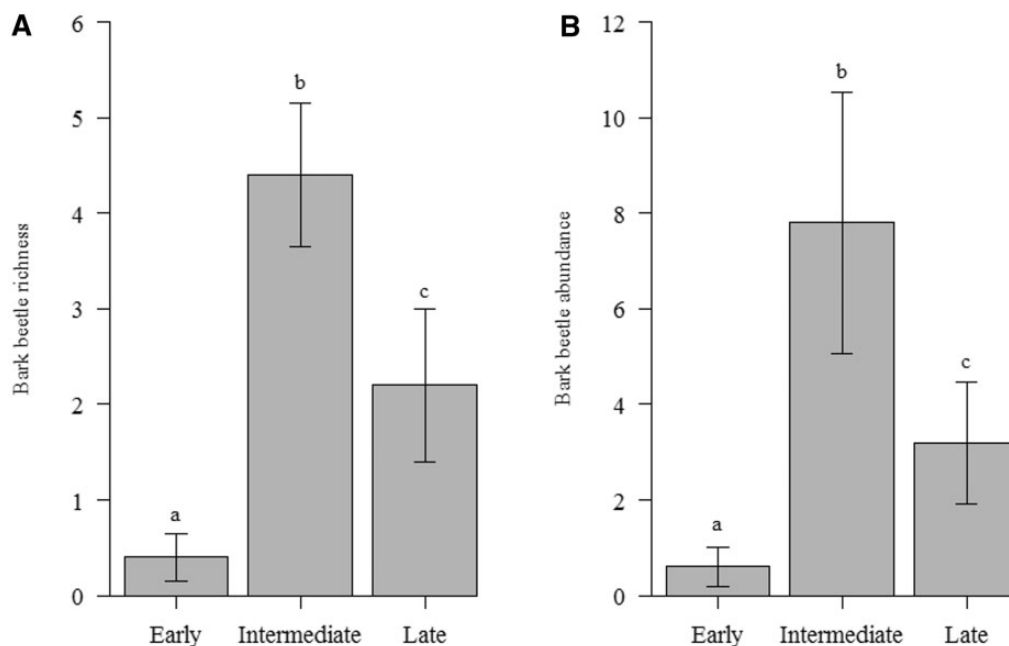 A
Bark beetle richness
6
5
4
3
2
1
0
a
b
c
Early Intermediate Late
B
Bark beetle abundance
12
10
8
6
4
2
0
a
b
c
Early Intermediate Late